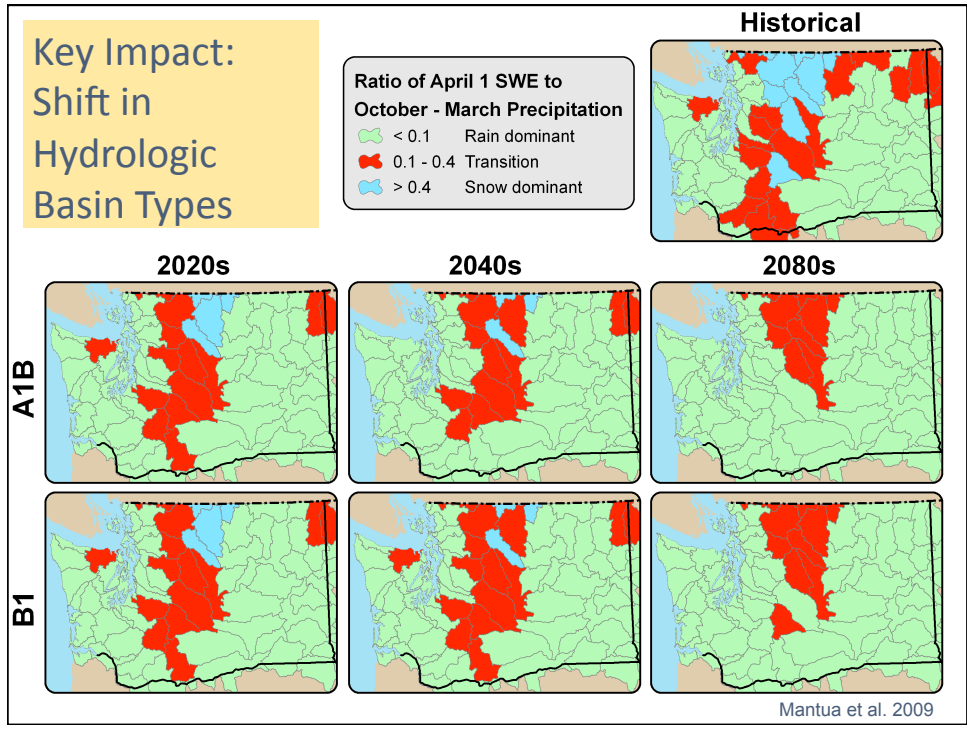 Key Impact:
Shift in
Hydrologic
Basin Types
Ratio of April 1 SWE to
October - March Precipitation
< 0.1 Rain dominant
0.1 - 0.4 Transition
> 0.4 Snow dominant
Historical
2020s
2040s
2080s
A1B
B1
Mantua et al. 2009